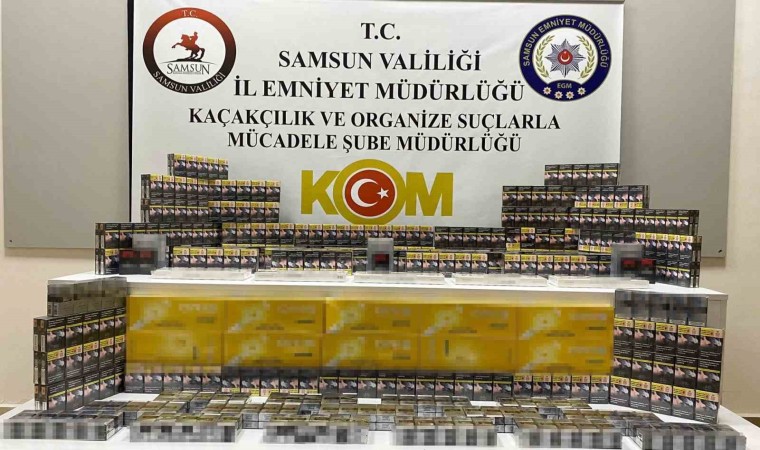 T.C.
SAMSUN
SAMSUN VALİLİĞİ
T.C.
SAMSUN VALİLİĞİ
İL EMNİYET MÜDÜRLÜĞÜ
KAÇAKÇILIK VE ORGANİZE SUÇLARLA
MÜCADELE ŞUBE MÜDÜRLÜĞÜ
KOM
SAMSUN EMNİYET MÜDÜRLÜĞÜ
EGM